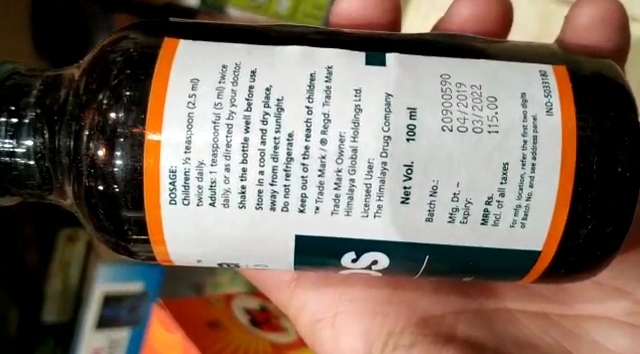 DOSAGE:
Children: ½ teaspoon (2.5 ml)
twice daily.
Adults: 1 teaspoonful (5 ml) twice
daily, or as directed by your doctor.
Shake the bottle well before use.
Store in a cool and dry place,
away from direct sunlight.
Do not refrigerate.
Keep out of the reach of children.
™ Trade Mark / ® Regd. Trade Mark
Trade Mark Owner:
Himalaya Global Holdings Ltd.
Licensed User:
The Himalaya Drug Company
Net Vol. 100 ml
Batch No.: 20900590
Mfg. Dt. – 04/2019
Expiry: 03/2022
MRP Rs. 115.00
Incl. of all taxes
For mfg. location, refer the first two digits
of Batch No. and see address panel.
IND-5033180